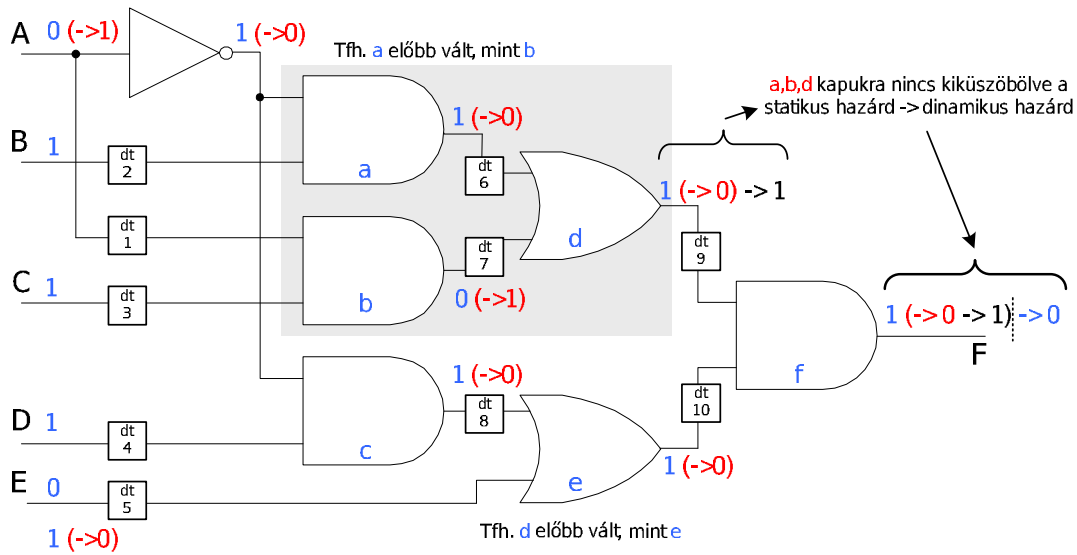 A 0 (->1)
1 (->0)
Tfh. a előbb vált, mint b
a,b,d kapukra nincs kiküszöbölve a
statikus hazárd ->dinamikus hazárd
B 1
dt
2
a
1 (->0)
dt
6
1 (->0) -> 1
dt
1
d
dt
7
dt
9
C 1
dt
3
b
0 (->1)
1 (->0 -> 1) -> 0
F
f
1 (->0)
D 1
dt
4
c
dt
8
dt
10
E 0
dt
5
e
1 (->0)
1 (->0)
Tfh. d előbb vált, mint e